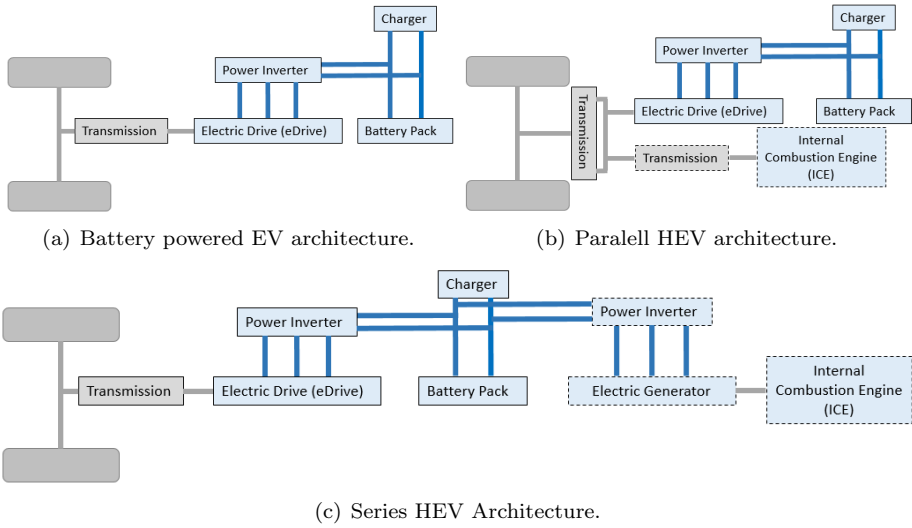 Charger
Power Inverter
Transmission
Electric Drive (eDrive)
Battery Pack
(a) Battery powered EV architecture.
Charger
Power Inverter
Transmission
Electric Drive (eDrive)
Battery Pack
Transmission
Internal
Combustion Engine
(ICE)
(b) Paralell HEV architecture.
Charger
Power Inverter
Power Inverter
Transmission
Electric Drive (eDrive)
Battery Pack
Electric Generator
Internal
Combustion Engine
(ICE)
(c) Series HEV Architecture.